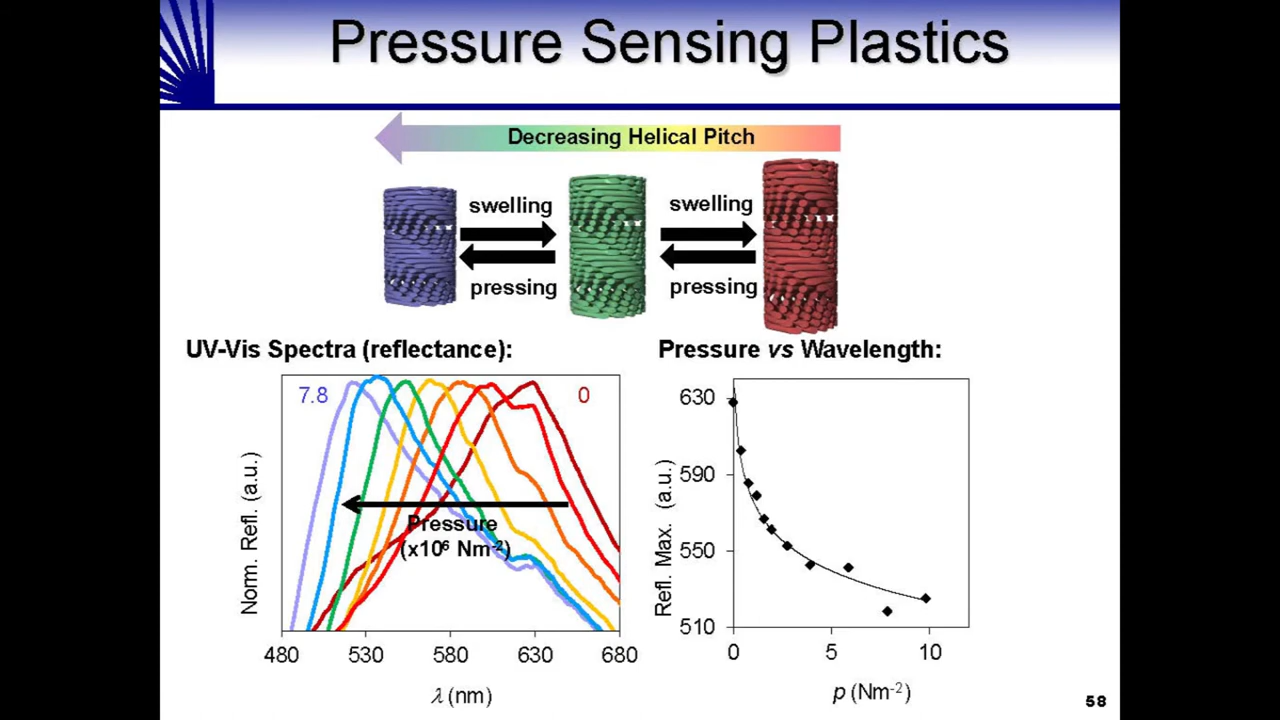 Pressure Sensing Plastics
Decreasing Helical Pitch
swelling
swelling
pressing
pressing
UV-Vis Spectra (reflectance):
Pressure vs Wavelength:
7.8
0
Norm. Refl. (a.u.)
Pressure
(x10⁶ Nm⁻²)
480 530 580 630 680
λ (nm)
Refl. Max. (a.u.)
630
590
550
510
0 5 10
p (Nm⁻²)
58